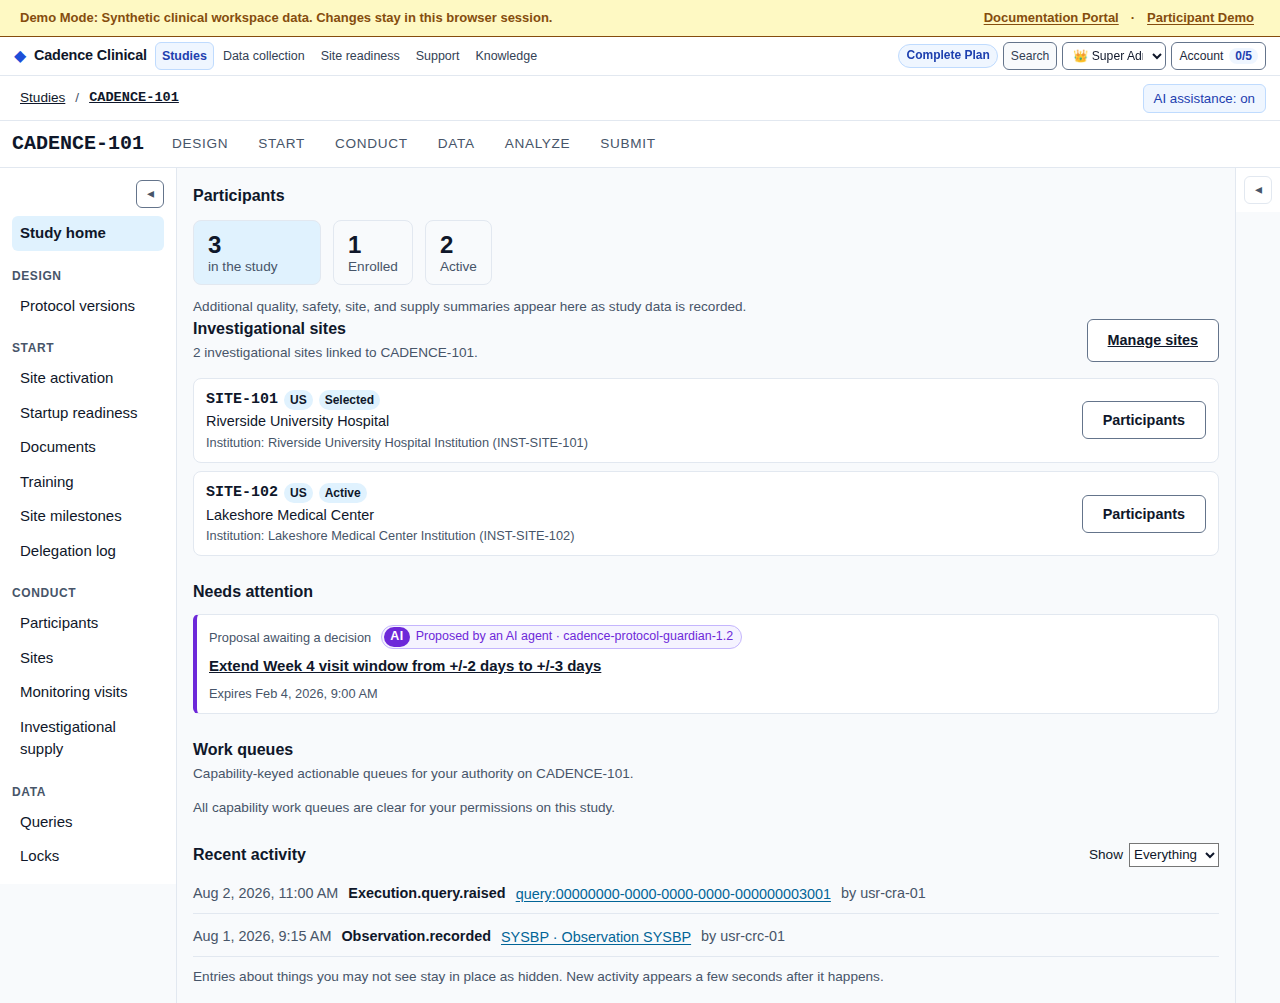 Demo Mode: Synthetic clinical workspace data. Changes stay in this browser session.
Documentation Portal · Participant Demo
Cadence Clinical Studies Data collection Site readiness Support Knowledge
Complete Plan Search 👑 Super Adı Account 0/5
Studies / CADENCE-101
AI assistance: on
CADENCE-101 DESIGN START CONDUCT DATA ANALYZE SUBMIT
Study home
DESIGN
Protocol versions
START
Site activation
Startup readiness
Documents
Training
Site milestones
Delegation log
CONDUCT
Participants
Sites
Monitoring visits
Investigational
supply
DATA
Queries
Locks
Participants
3 in the study
1 Enrolled
2 Active
Additional quality, safety, site, and supply summaries appear here as study data is recorded.
Investigational sites
2 investigational sites linked to CADENCE-101.
Manage sites
SITE-101 US Selected
Riverside University Hospital
Institution: Riverside University Hospital Institution (INST-SITE-101)
Participants
SITE-102 US Active
Lakeshore Medical Center
Institution: Lakeshore Medical Center Institution (INST-SITE-102)
Participants
Needs attention
Proposal awaiting a decision AI Proposed by an AI agent · cadence-protocol-guardian-1.2
Extend Week 4 visit window from +/-2 days to +/-3 days
Expires Feb 4, 2026, 9:00 AM
Work queues
Capability-keyed actionable queues for your authority on CADENCE-101.
All capability work queues are clear for your permissions on this study.
Recent activity
Show Everything
Aug 2, 2026, 11:00 AM Execution.query.raised query:00000000-0000-0000-0000-000000003001 by usr-cra-01
Aug 1, 2026, 9:15 AM Observation.recorded SYSBP · Observation SYSBP by usr-crc-01
Entries about things you may not see stay in place as hidden. New activity appears a few seconds after it happens.